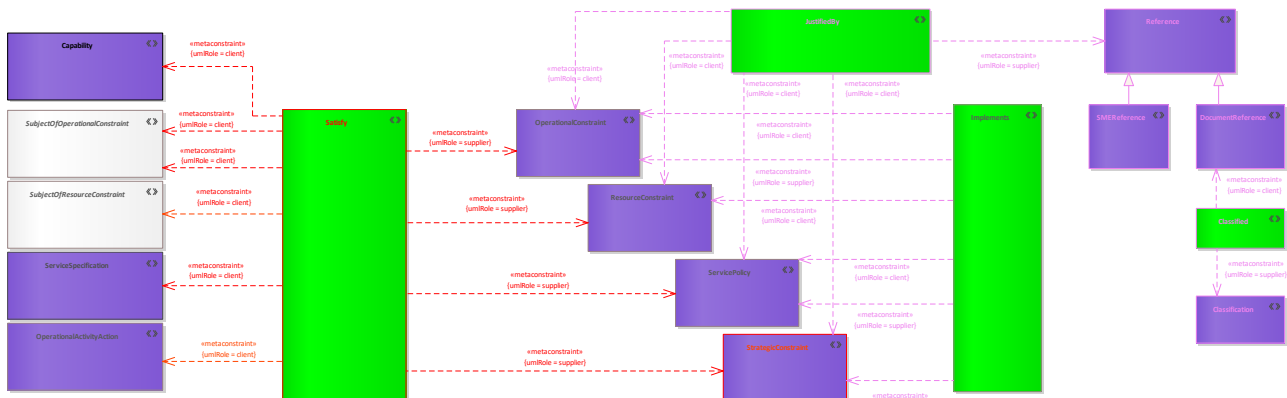 Capability
«metaconstraint»
{umlRole = client}
SubjectOfOperationalConstraint
«metaconstraint»
{umlRole = client}
«metaconstraint»
{umlRole = client}
SubjectOfResourceConstraint
«metaconstraint»
{umlRole = client}
ServiceSpecification
«metaconstraint»
{umlRole = client}
OperationalActivityAction
«metaconstraint»
{umlRole = client}
Satisfy
«metaconstraint»
{umlRole = supplier}
«metaconstraint»
{umlRole = supplier}
«metaconstraint»
{umlRole = supplier}
«metaconstraint»
{umlRole = supplier}
JustifiedBy
«metaconstraint»
{umlRole = client}
«metaconstraint»
{umlRole = client}
«metaconstraint»
{umlRole = client}
«metaconstraint»
{umlRole = client}
«metaconstraint»
{umlRole = supplier}
OperationalConstraint
ResourceConstraint
ServicePolicy
Implements
«metaconstraint»
{umlRole = client}
«metaconstraint»
{umlRole = supplier}
«metaconstraint»
{umlRole = client}
«metaconstraint»
{umlRole = client}
«metaconstraint»
{umlRole = supplier}
«metaconstraint»
Reference
SMEReference
DocumentReference
«metaconstraint»
{umlRole = client}
Classified
«metaconstraint»
{umlRole = supplier}
Classification